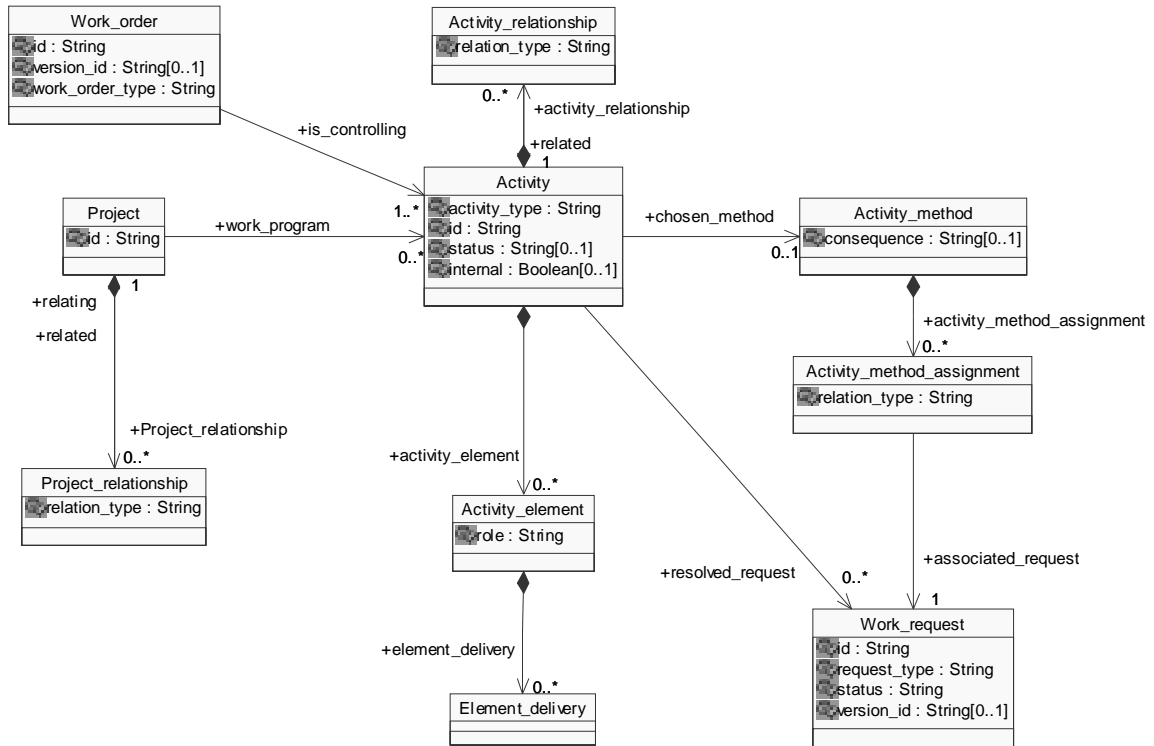 Work_order
id : String
version_id : String[0..1]
work_order_type : String
Activity_relationship
relation_type : String
0..*
+activity_relationship
+is_controlling
+related
1
Activity
activity_type : String
id : String
status : String[0..1]
internal : Boolean[0..1]
1..*
0..*
Project
id : String
+work_program
+chosen_method
0..1
Activity_method
consequence : String[0..1]
1
+relating
+related
+activity_method_assignment
0..*
Activity_method_assignment
relation_type : String
+Project_relationship
0..*
Project_relationship
relation_type : String
+activity_element
0..*
Activity_element
role : String
+resolved_request
0..*
+associated_request
1
Work_request
id : String
request_type : String
status : String
version_id : String[0..1]
+element_delivery
0..*
Element_delivery